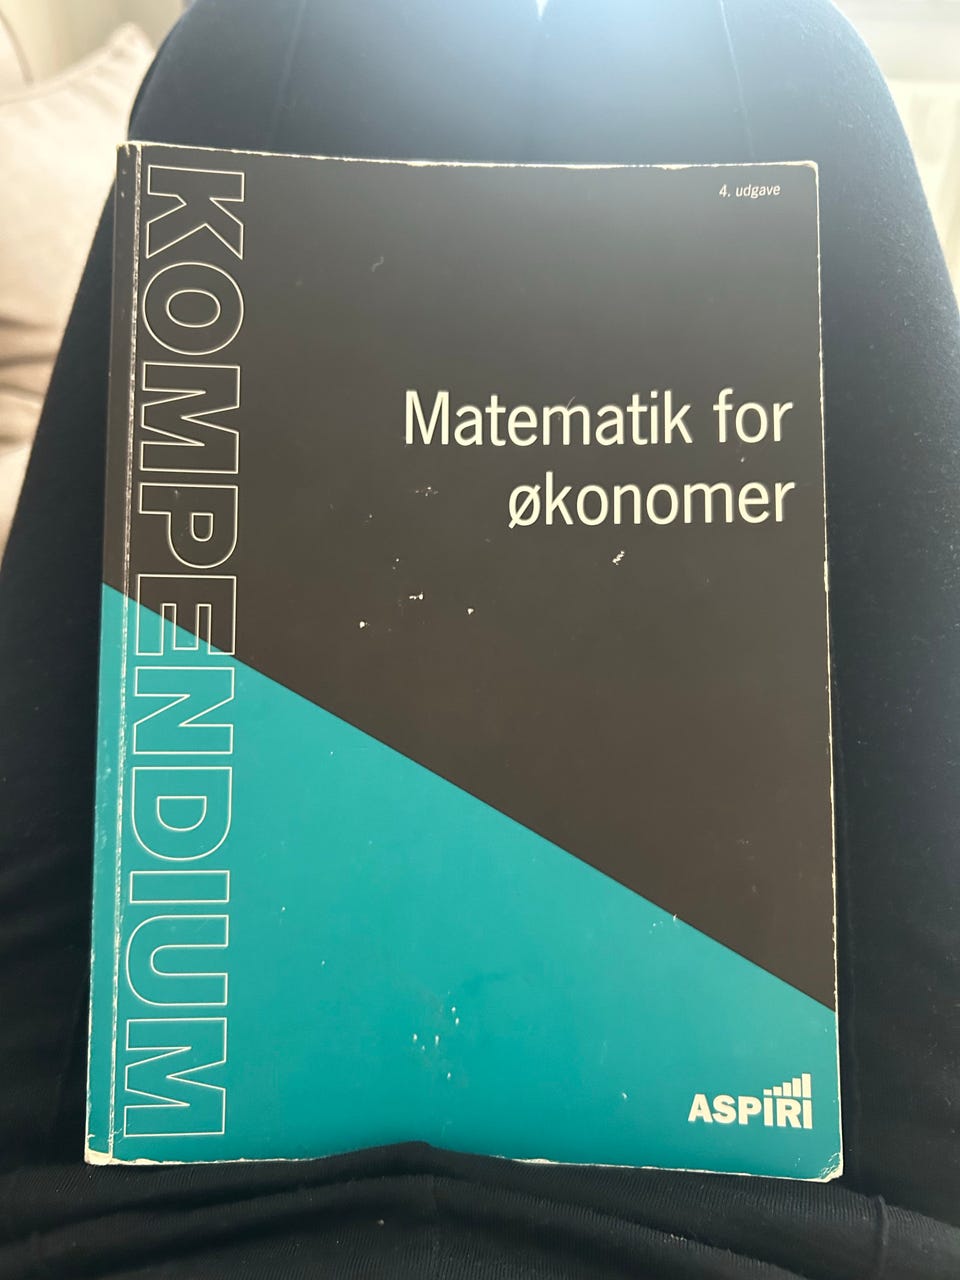 KOMPENDIUM
4. udgave
Matematik for
økonomer
ASPIRI